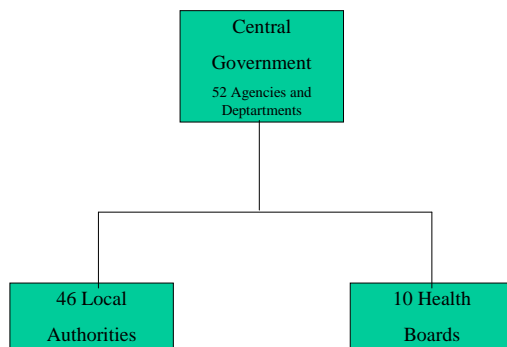 Central
Government
52 Agencies and
Deptartments
46 Local
Authorities
10 Health
Boards